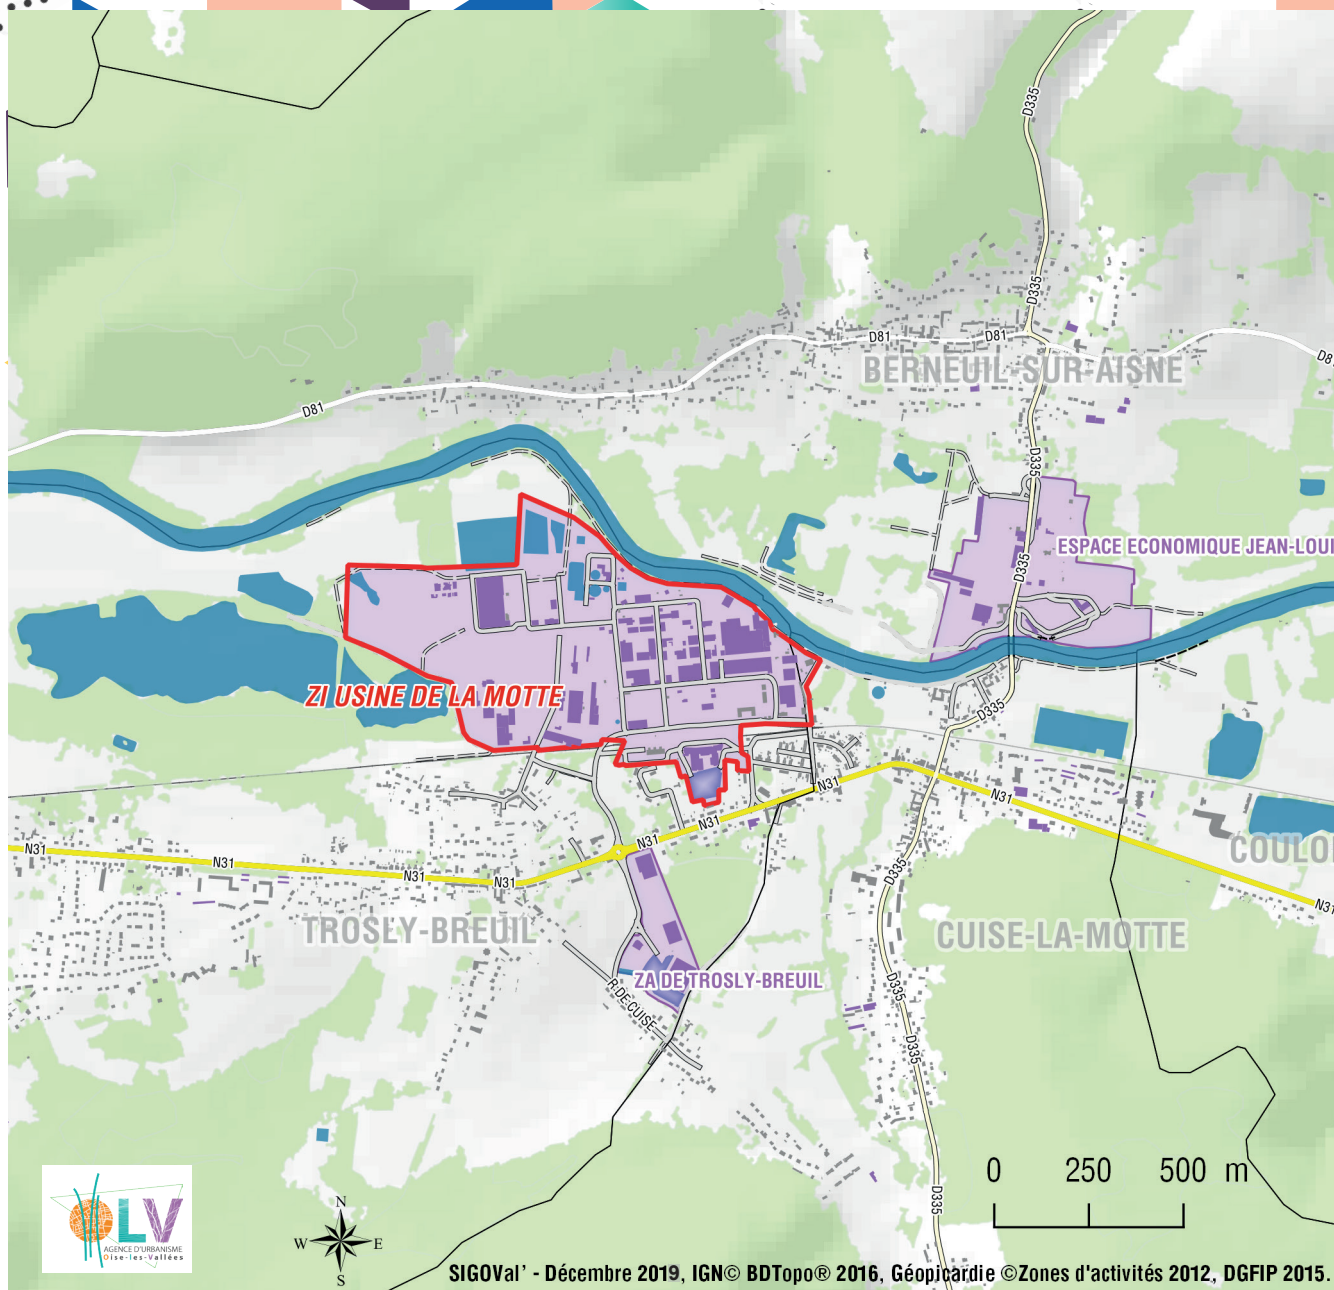 D335
D335
D81
D81
D8
BERNEUIL-SUR-AISNE
D81
D335
ESPACE ECONOMIQUE JEAN-LOUI
D335
ZI USINE DE LA MOTTE
D335
N31
N31
N31
N31
N31
COULO
N31
N31
N31
D335
N31
TROSLY-BREUIL
CUISE-LA-MOTTE
ZA DE TROSLY-BREUIL
D335
R.DE CUISE
D335
0 250 500 m
D335
LV
AGENCE D'URBANISME
Oise-les-Vallées
N
W E
S
SIGOVal' - Décembre 2019, IGN© BDTopo® 2016, Géopicardie ©Zones d'activités 2012, DGFIP 2015.